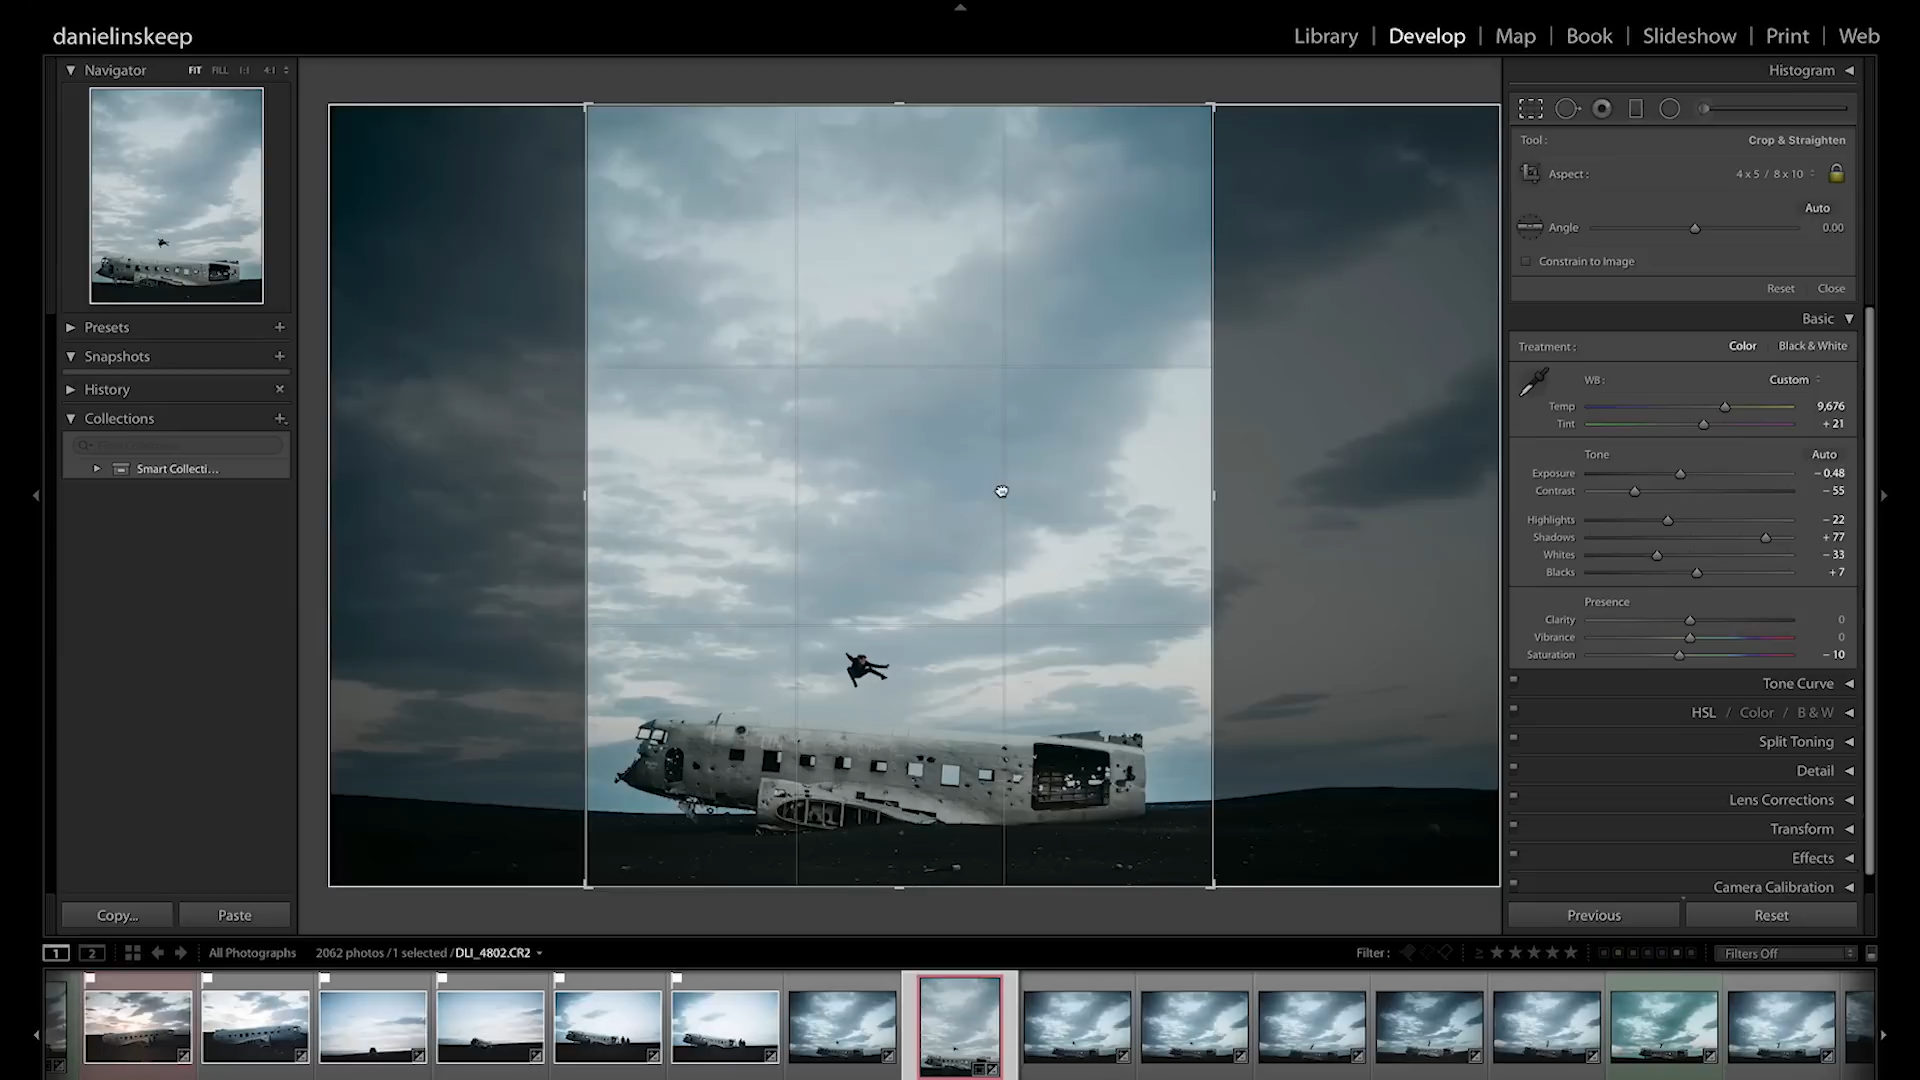 danielinskeep
Library | Develop | Map | Book | Slideshow | Print | Web
Navigator FIT FILL 1:1 4:1
Histogram
Tool : Crop & Straighten
Aspect : 4 x 5 / 8 x 10
Auto
Angle 0.00
Constrain to Image
Reset Close
Presets
Snapshots
History
Collections
Smart Collecti...
Basic
Treatment : Color Black & White
WB : Custom
Temp 9,676
Tint + 21
Tone Auto
Exposure – 0.48
Contrast – 55
Highlights – 22
Shadows + 77
Whites – 33
Blacks + 7
Presence
Clarity 0
Vibrance 0
Saturation – 10
Tone Curve
HSL / Color / B & W
Split Toning
Detail
Lens Corrections
Transform
Effects
Camera Calibration
Copy... Paste
Previous Reset
1 2 All Photographs 2062 photos / 1 selected / DLI_4802.CR2
Filter : ≥ ★ ★ ★ ★ ★ Filters Off